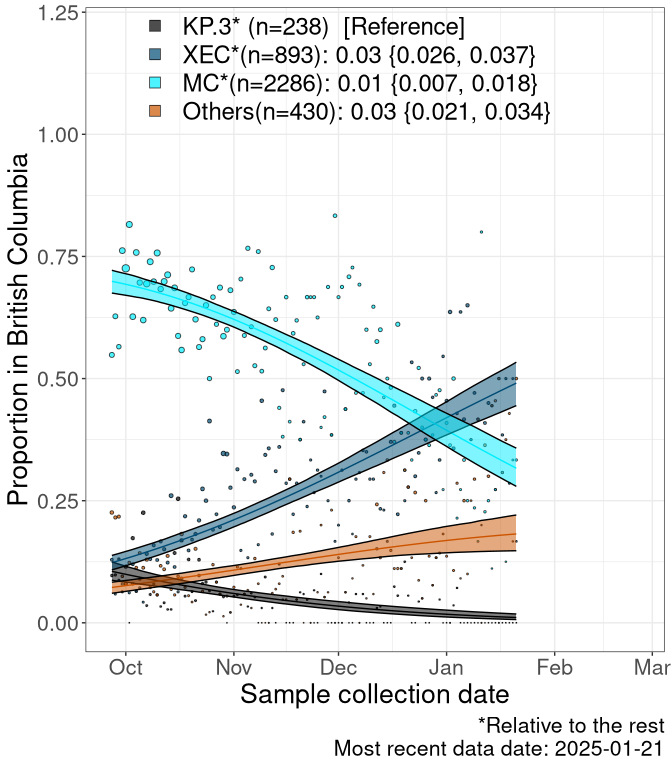 KP.3* (n=238)  [Reference]
XEC*(n=893): 0.03 {0.026, 0.037}
MC*(n=2286): 0.01 {0.007, 0.018}
Others(n=430): 0.03 {0.021, 0.034}
Proportion in British Columbia
1.25
1.00
0.75
0.50
0.25
0.00
Oct Nov Dec Jan Feb Mar
Sample collection date
*Relative to the rest
Most recent data date: 2025-01-21